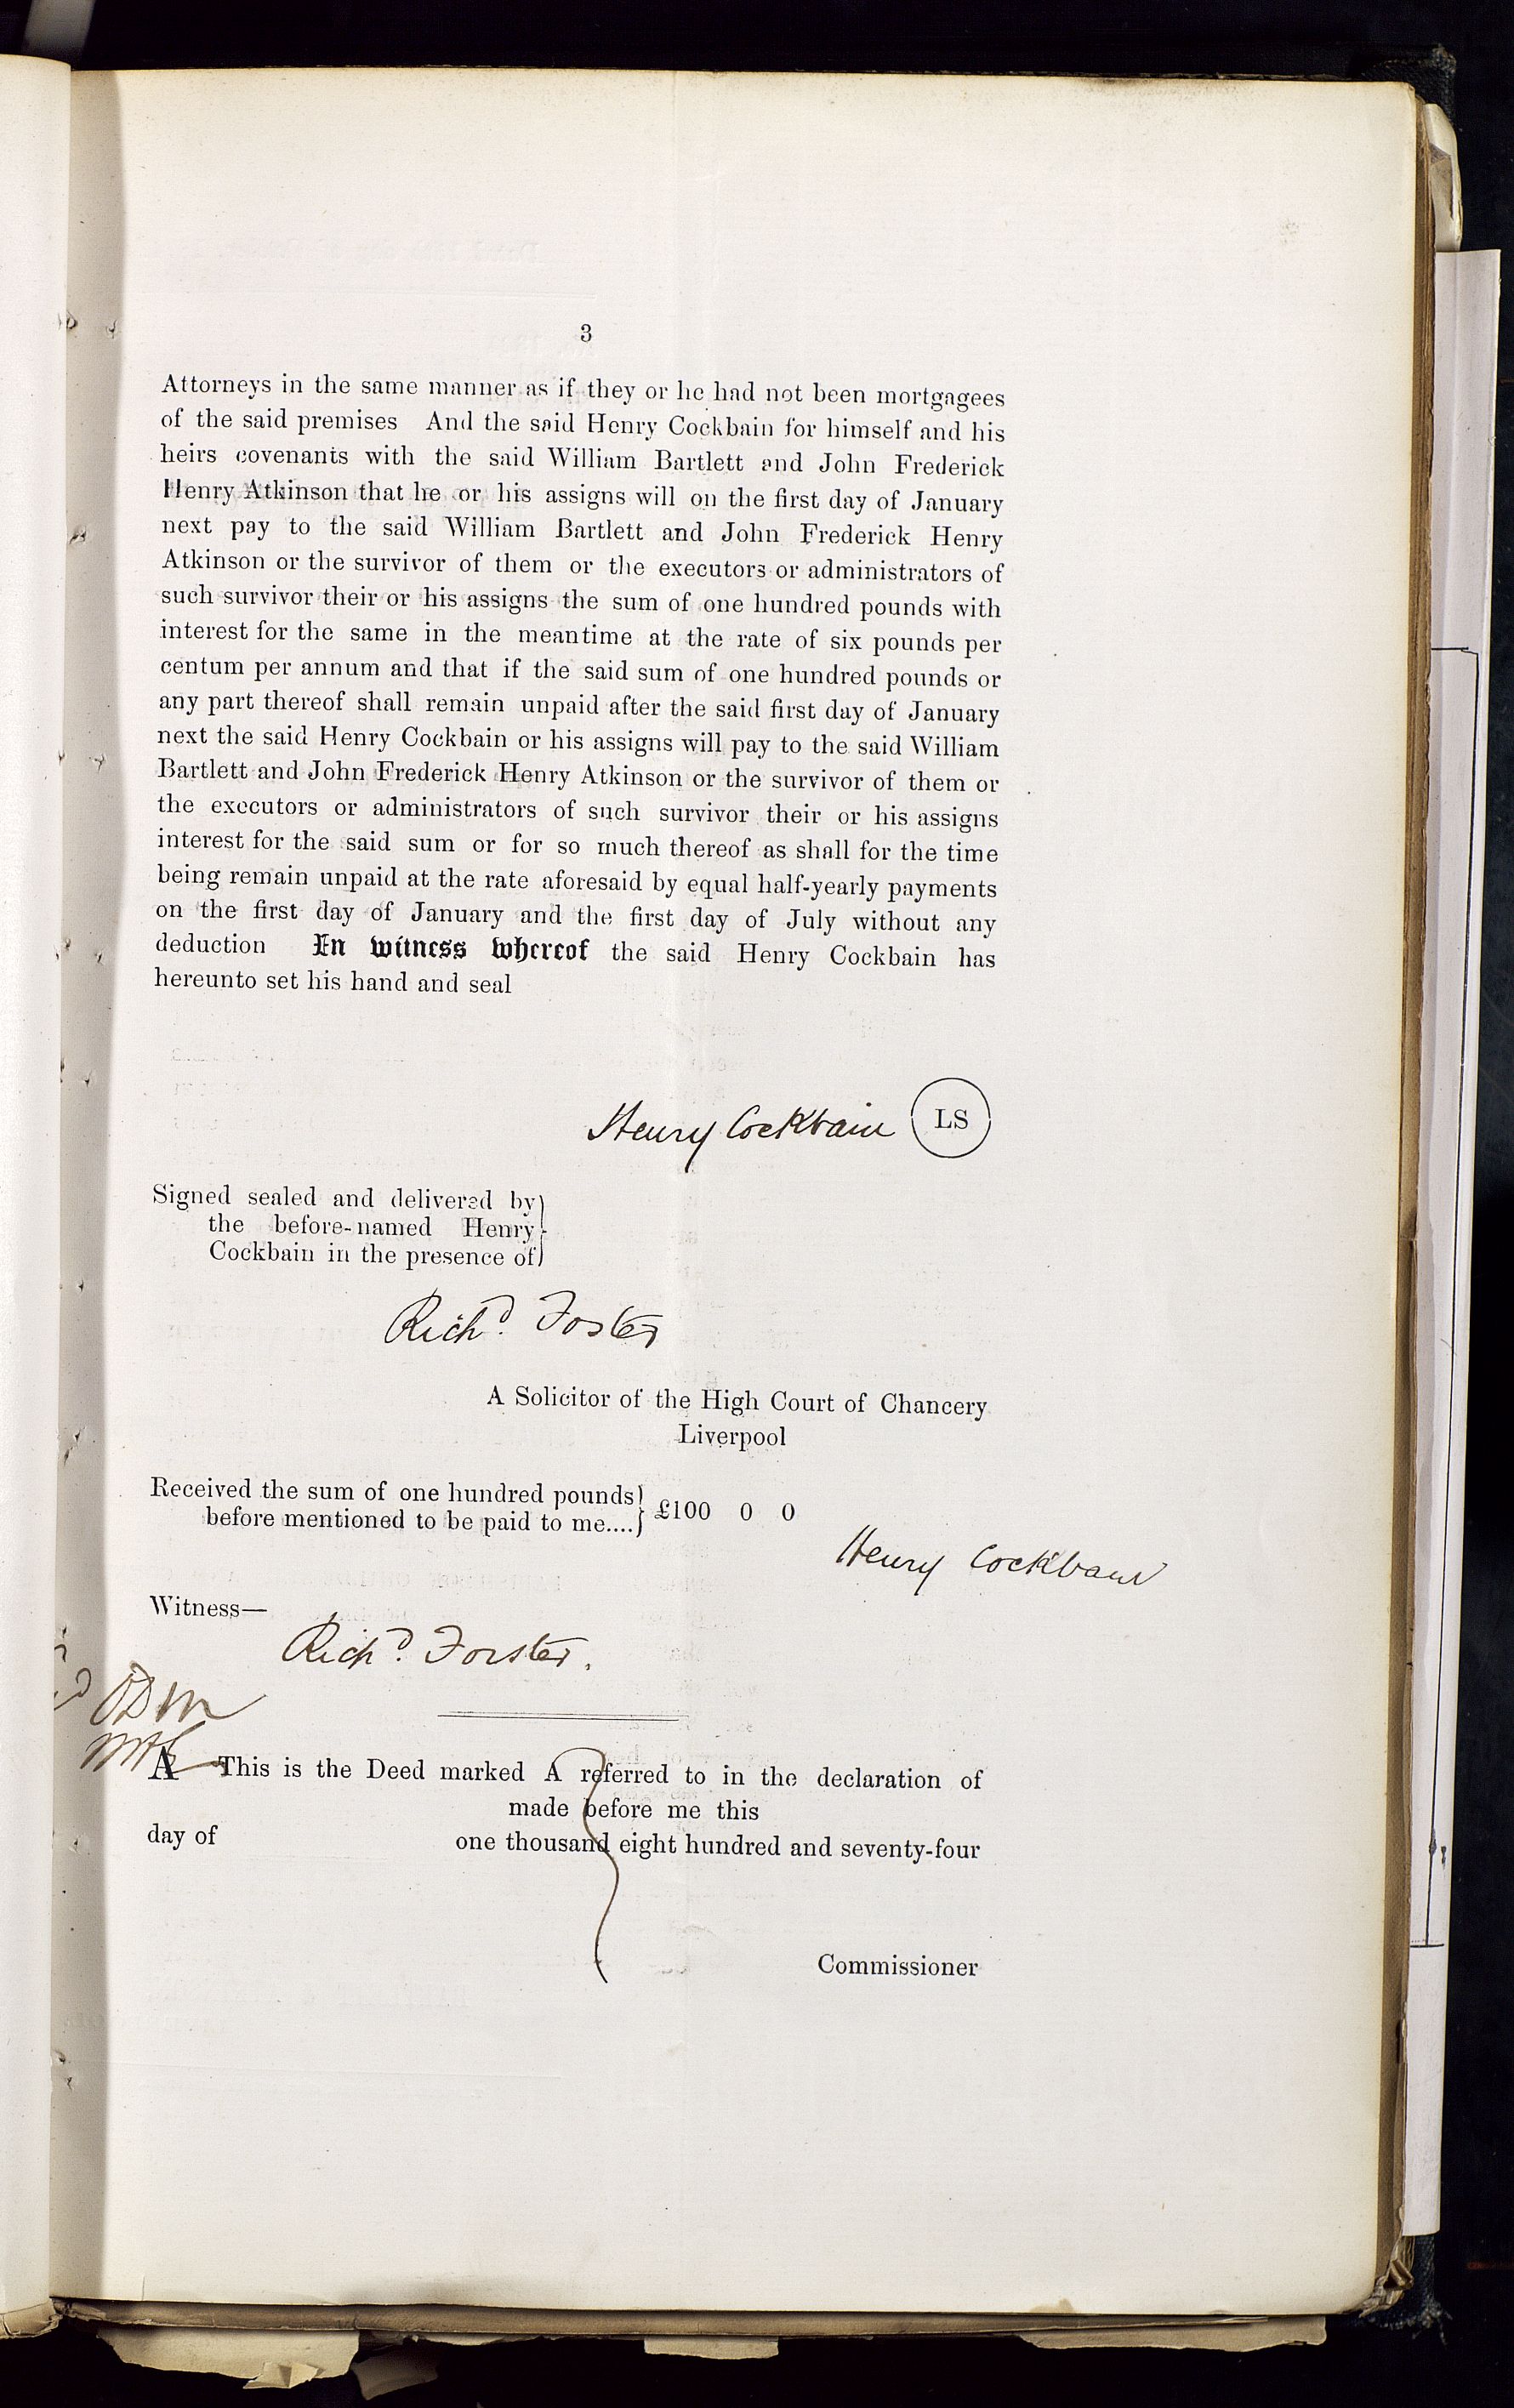 3
Attorneys in the same manner as if they or he had not been mortgagees
of the said premises And the said Henry Cockbain for himself and his
heirs covenants with the said William Bartlett and John Frederick
Henry Atkinson that he or his assigns will on the first day of January
next pay to the said William Bartlett and John Frederick Henry
Atkinson or the survivor of them or the executors or administrators of
such survivor their or his assigns the sum of one hundred pounds with
interest for the same in the meantime at the rate of six pounds per
centum per annum and that if the said sum of one hundred pounds or
any part thereof shall remain unpaid after the said first day of January
next the said Henry Cockbain or his assigns will pay to the said William
Bartlett and John Frederick Henry Atkinson or the survivor of them or
the executors or administrators of such survivor their or his assigns
interest for the said sum or for so much thereof as shall for the time
being remain unpaid at the rate aforesaid by equal half-yearly payments
on the first day of January and the first day of July without any
deduction In witness whereof the said Henry Cockbain has
hereunto set his hand and seal
Henry Cockbain LS
Signed sealed and delivered by
the before-named Henry
Cockbain in the presence of
Richd. Foster
A Solicitor of the High Court of Chancery
Liverpool
Received the sum of one hundred pounds
before mentioned to be paid to me.... £100 0 0
Henry Cockbain
Witness—
Richd. Forster.
A This is the Deed marked A referred to in the declaration of
made before me this
day of one thousand eight hundred and seventy-four
Commissioner